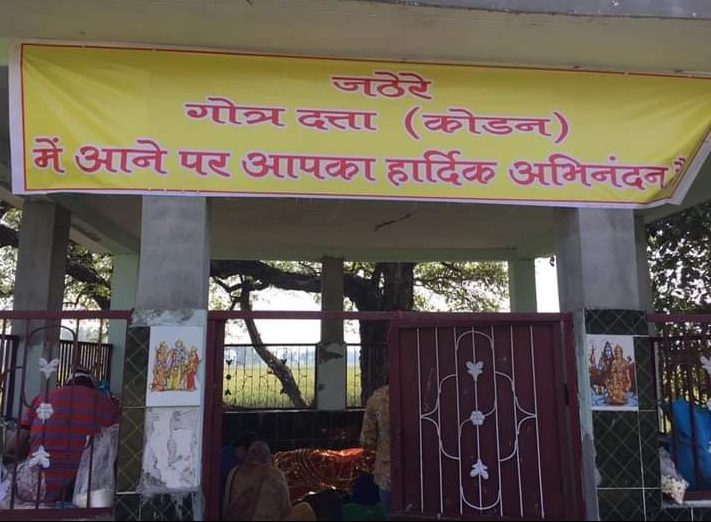 जठेरे
गोत्र दत्ता (कोडन)
में आने पर आपका हार्दिक अभिनंदन है